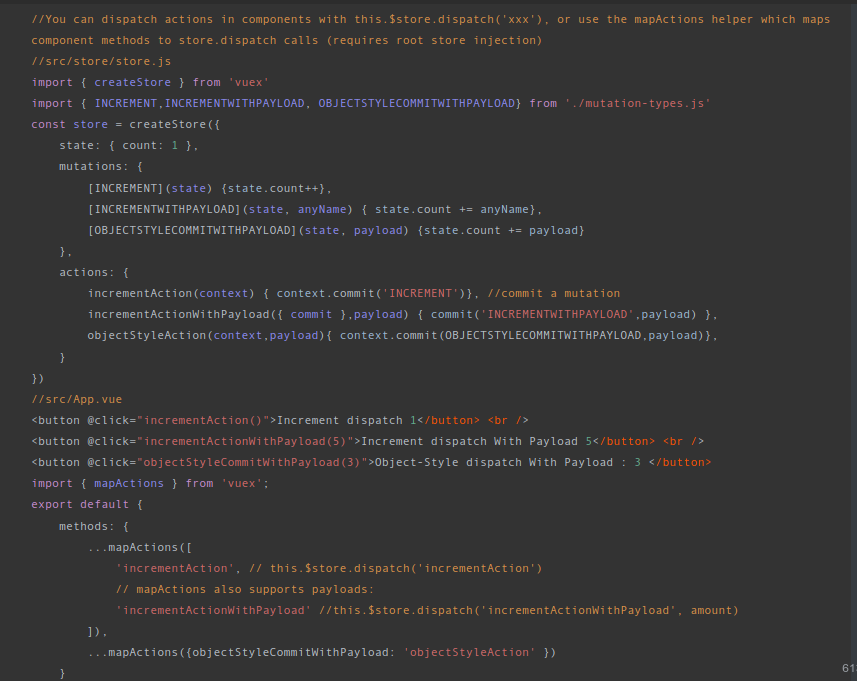 //You can dispatch actions in components with this.$store.dispatch('xxx'), or use the mapActions helper which maps
component methods to store.dispatch calls (requires root store injection)
//src/store/store.js
import { createStore } from 'vuex'
import { INCREMENT,INCREMENTWITHPAYLOAD, OBJECTSTYLECOMMITWITHPAYLOAD} from './mutation-types.js'
const store = createStore({
    state: { count: 1 },
    mutations: {
        [INCREMENT](state) {state.count++},
        [INCREMENTWITHPAYLOAD](state, anyName) { state.count += anyName},
        [OBJECTSTYLECOMMITWITHPAYLOAD](state, payload) {state.count += payload}
    },
    actions: {
        incrementAction(context) { context.commit('INCREMENT')}, //commit a mutation
        incrementActionWithPayload({ commit },payload) { commit('INCREMENTWITHPAYLOAD',payload) },
        objectStyleAction(context,payload){ context.commit(OBJECTSTYLECOMMITWITHPAYLOAD,payload)},
    }
})
//src/App.vue
<button @click="incrementAction()">Increment dispatch 1</button> <br />
<button @click="incrementActionWithPayload(5)">Increment dispatch With Payload 5</button> <br />
<button @click="objectStyleCommitWithPayload(3)">Object-Style dispatch With Payload : 3 </button>
import { mapActions } from 'vuex';
export default {
    methods: {
        ...mapActions([
            'incrementAction', // this.$store.dispatch('incrementAction')
            // mapActions also supports payloads:
            'incrementActionWithPayload' //this.$store.dispatch('incrementActionWithPayload', amount)
        ]),
        ...mapActions({objectStyleCommitWithPayload: 'objectStyleAction' })
    }